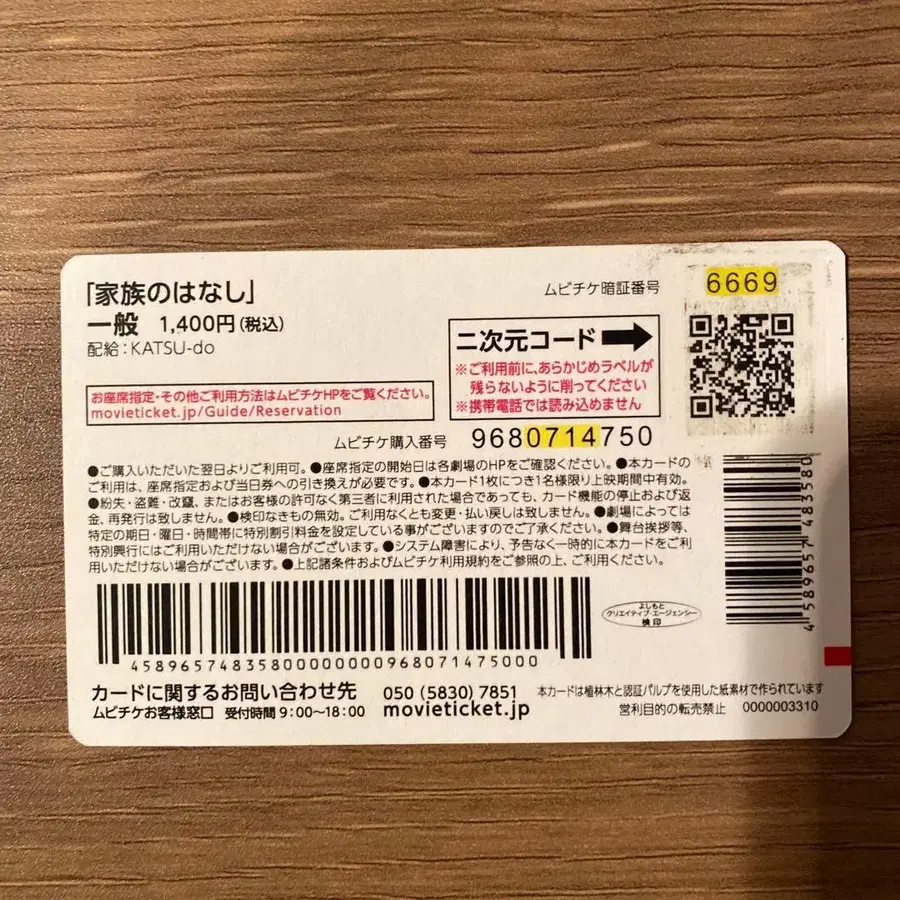 「家族のはなし」
一般 1,400円(税込)
配給:KATSU-do
ムビチケ暗証番号 6669
二次元コード
※ご利用前に、あらかじめラベルが
残らないように削ってください
※携帯電話では読み込めません
お座席指定・その他ご利用方法はムビチケHPをご覧ください。
movieticket.jp/Guide/Reservation
ムビチケ購入番号 9680714750
●ご購入いただいた翌日よりご利用可。●座席指定の開始日は各劇場のHPをご確認ください。●本カードの
ご利用は、座席指定および当日券への引き換えが必要です。●本カード1枚につき1名様限り上映期間中有効。
●紛失・盗難・改竄、またはお客様の許可なく第三者に利用された場合であっても、カード機能の停止および返
金、再発行は致しません。●検印なきもの無効。ご利用なくとも変更・払い戻しは致しません。●劇場によっては
特定の期日・曜日・時間帯に特別割引料金を設定している事がございますのでご了承ください。●舞台挨拶等、
特別興行にはご利用いただけない場合がございます。●システム障害により、予告なく一時的に本カードをご利
用いただけない場合がございます。●上記諸条件およびムビチケ利用規約をご参照の上、ご利用ください。
4589657483580
よしもと
クリエイティブ・エージェンシー
検印
458965748358000000000968071475000
カードに関するお問い合わせ先 050 (5830) 7851
ムビチケお客様窓口 受付時間 9:00~18:00 movieticket.jp
本カードは植林木と認証パルプを使用した紙素材で作られています
営利目的の転売禁止 0000003310